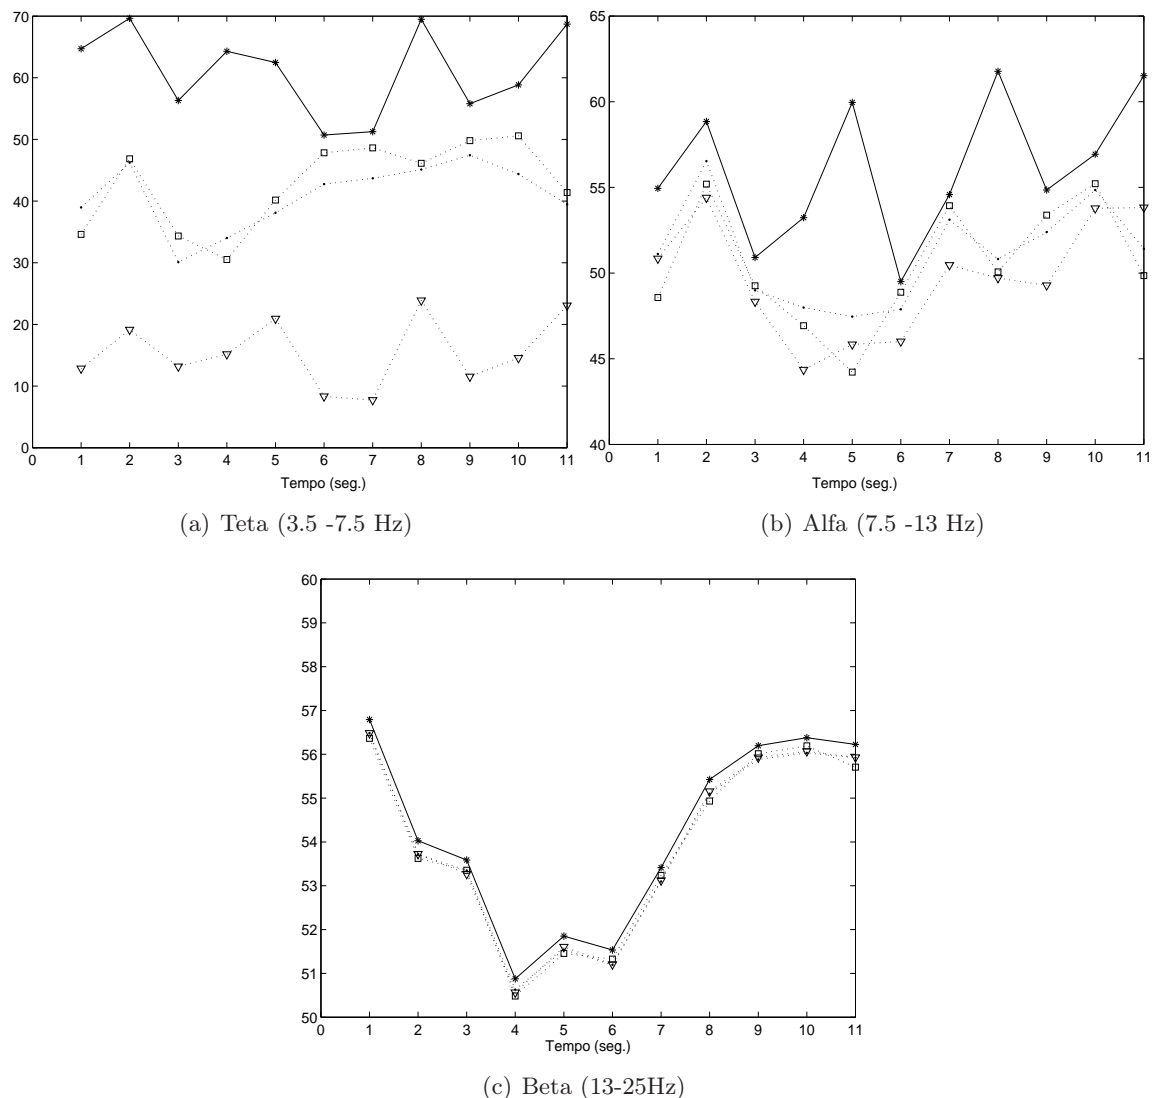 70
60
50
40
30
20
10
0
0 1 2 3 4 5 6 7 8 9 10 11
Tempo (seg.)
(a) Teta (3.5 -7.5 Hz)
65
60
55
50
45
40
0 1 2 3 4 5 6 7 8 9 10 11
Tempo (seg.)
(b) Alfa (7.5 -13 Hz)
60
59
58
57
56
54
53
52
51
50
0 1 2 3 4 5 6 7 8 9 10 11
Tempo (seg.)
(c) Beta (13-25Hz)